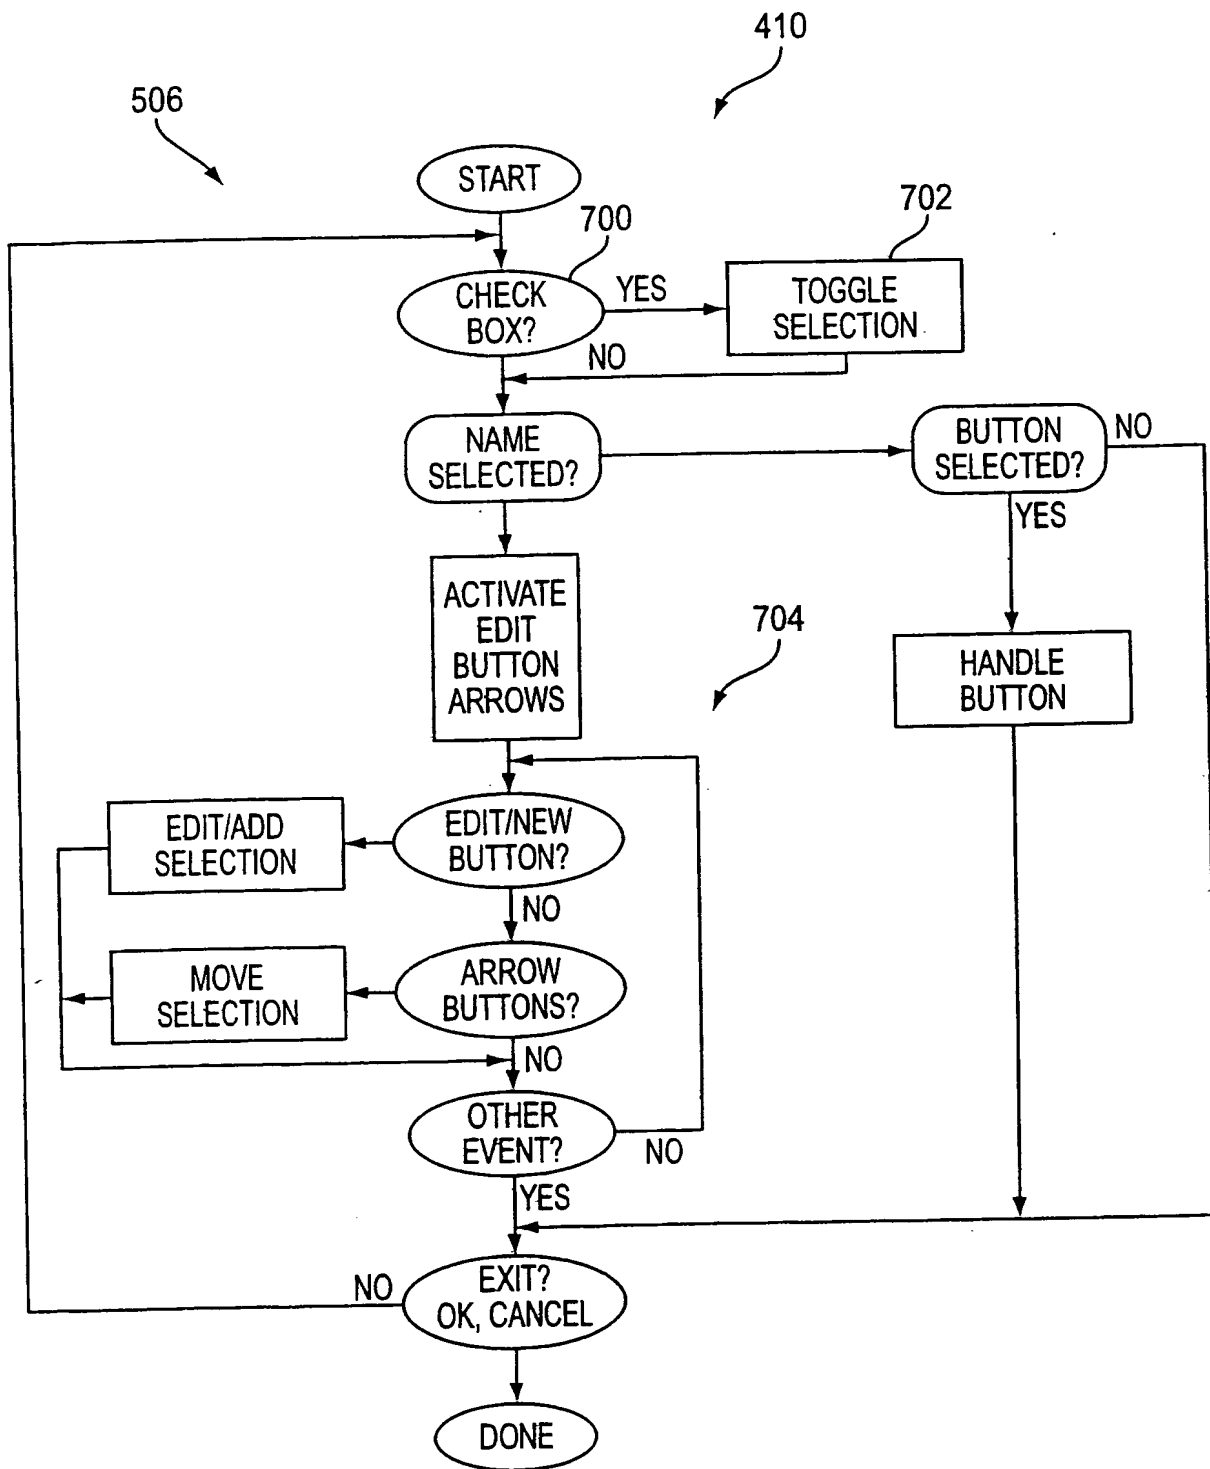 410
506
START
700
702
CHECK
BOX?
YES
TOGGLE
SELECTION
NO
NAME
SELECTED?
BUTTON
SELECTED?
NO
YES
ACTIVATE
EDIT
BUTTON
ARROWS
704
HANDLE
BUTTON
EDIT/ADD
SELECTION
EDIT/NEW
BUTTON?
NO
MOVE
SELECTION
ARROW
BUTTONS?
NO
OTHER
EVENT?
NO
YES
NO
EXIT?
OK, CANCEL
DONE